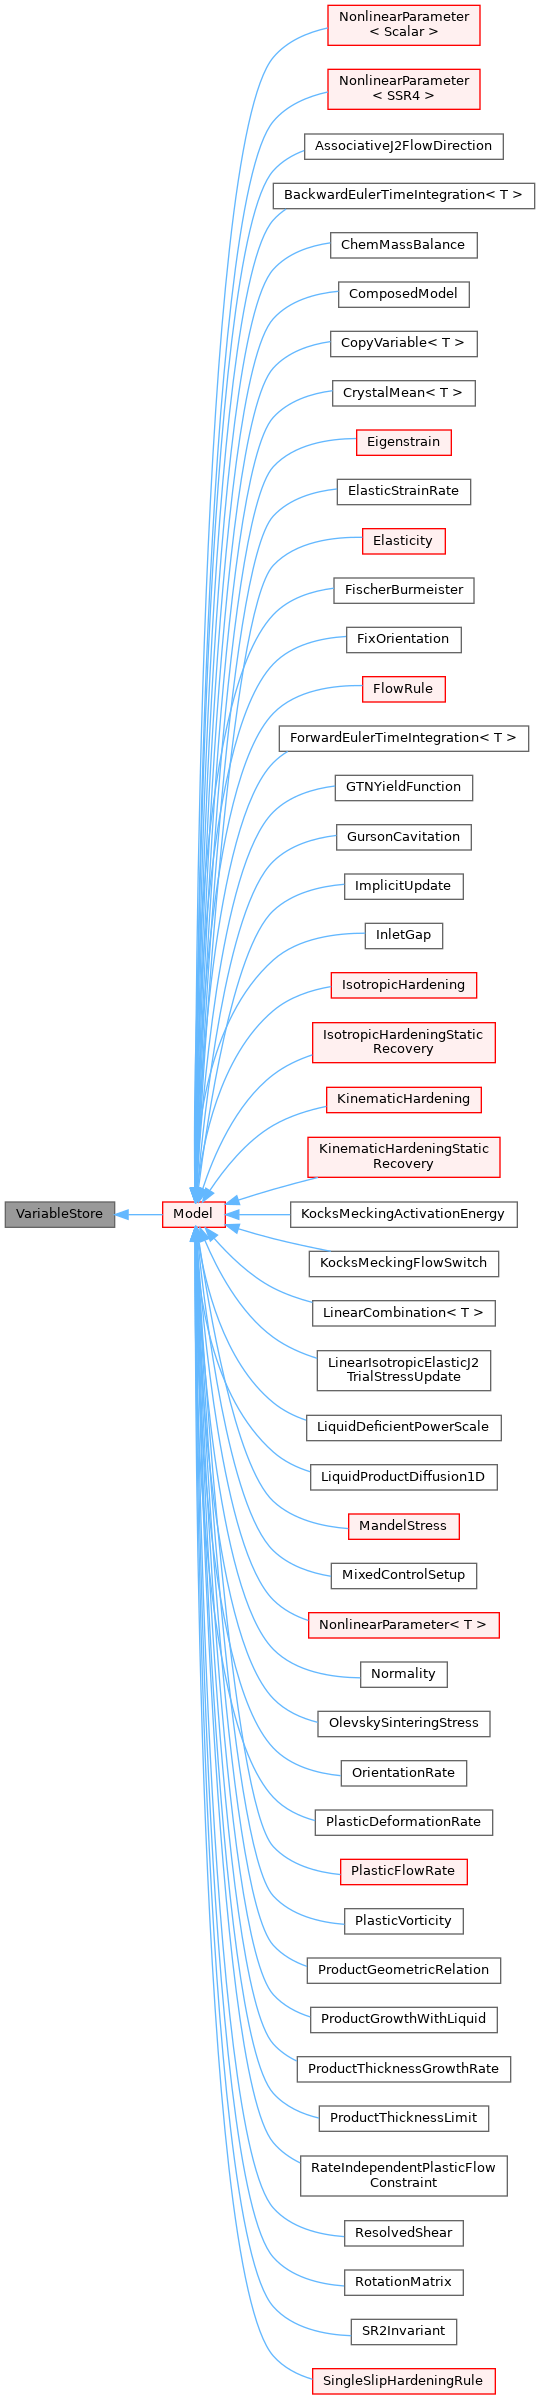 NonlinearParameter
< Scalar >
NonlinearParameter
< SSR4 >
AssociativeJ2FlowDirection
BackwardEulerTimeIntegration< T >
ChemMassBalance
ComposedModel
CopyVariable< T >
CrystalMean< T >
Eigenstrain
ElasticStrainRate
Elasticity
FischerBurmeister
FixOrientation
FlowRule
ForwardEulerTimeIntegration< T >
GTNYieldFunction
GursonCavitation
ImplicitUpdate
InletGap
IsotropicHardening
IsotropicHardeningStatic
Recovery
KinematicHardening
KinematicHardeningStatic
Recovery
VariableStore
Model
KocksMeckingActivationEnergy
KocksMeckingFlowSwitch
LinearCombination< T >
LinearIsotropicElasticJ2
TrialStressUpdate
LiquidDeficientPowerScale
LiquidProductDiffusion1D
MandelStress
MixedControlSetup
NonlinearParameter< T >
Normality
OlevskySinteringStress
OrientationRate
PlasticDeformationRate
PlasticFlowRate
PlasticVorticity
ProductGeometricRelation
ProductGrowthWithLiquid
ProductThicknessGrowthRate
ProductThicknessLimit
RateIndependentPlasticFlow
Constraint
ResolvedShear
RotationMatrix
SR2Invariant
SingleSlipHardeningRule